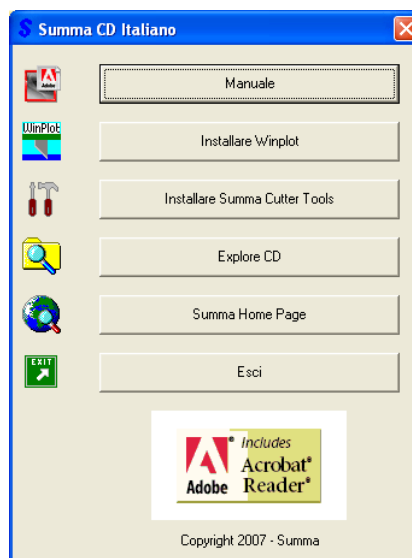 Summa CD Italiano
Adobe
Manuale
WinPlot
Installare Winplot
Installare Summa Cutter Tools
Explore CD
Summa Home Page
EXIT
Esci
Includes
Acrobat®
Reader®
Adobe®
Copyright 2007 - Summa